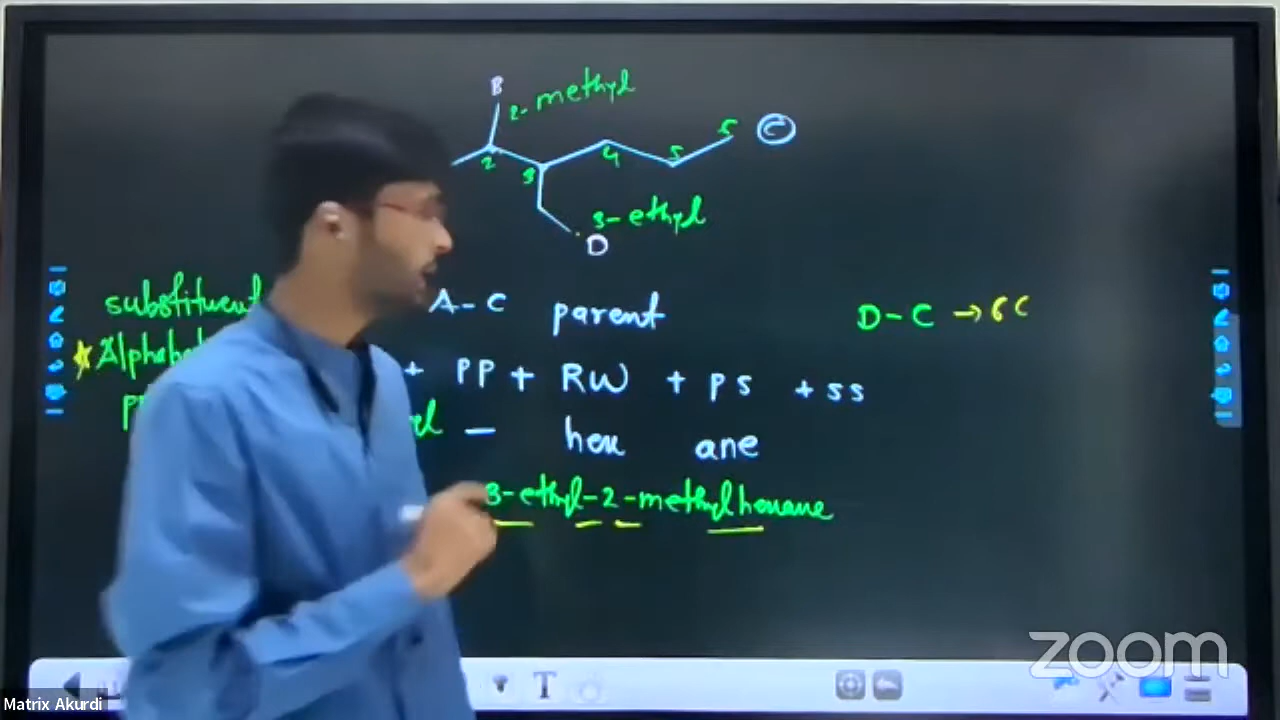 B
2-methyl
2 3 4 5 5 C
3-ethyl
D
substituent A-C parent D-C → 6C
+ PP + RW + PS + SS
- hex ane
3-ethyl-2-methylhexane
zoom
Matrix Akurdi